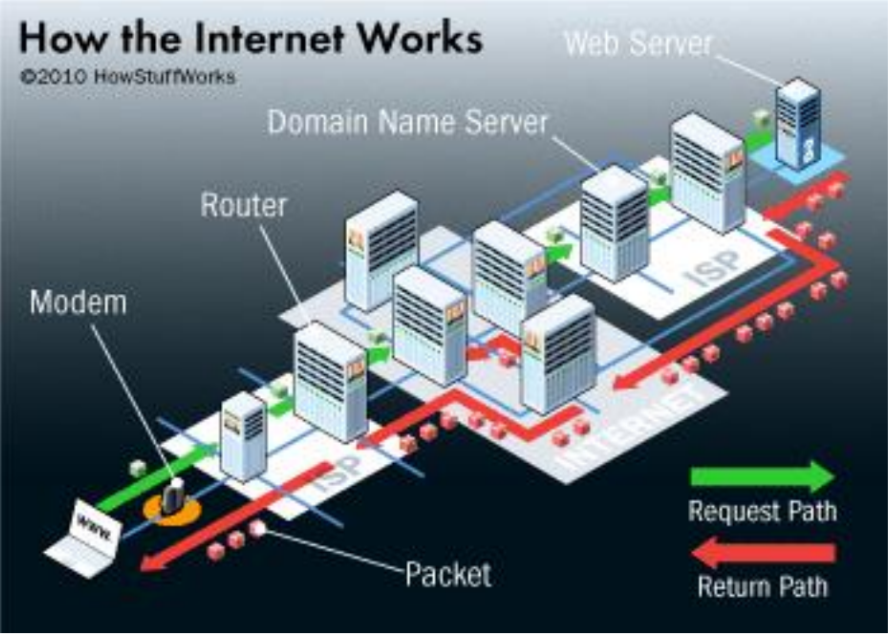 How the Internet Works
©2010 HowStuffWorks
Web Server
Domain Name Server
Router
Modem
ISP
INTERNET
ISP
www.
Request Path
Return Path
Packet